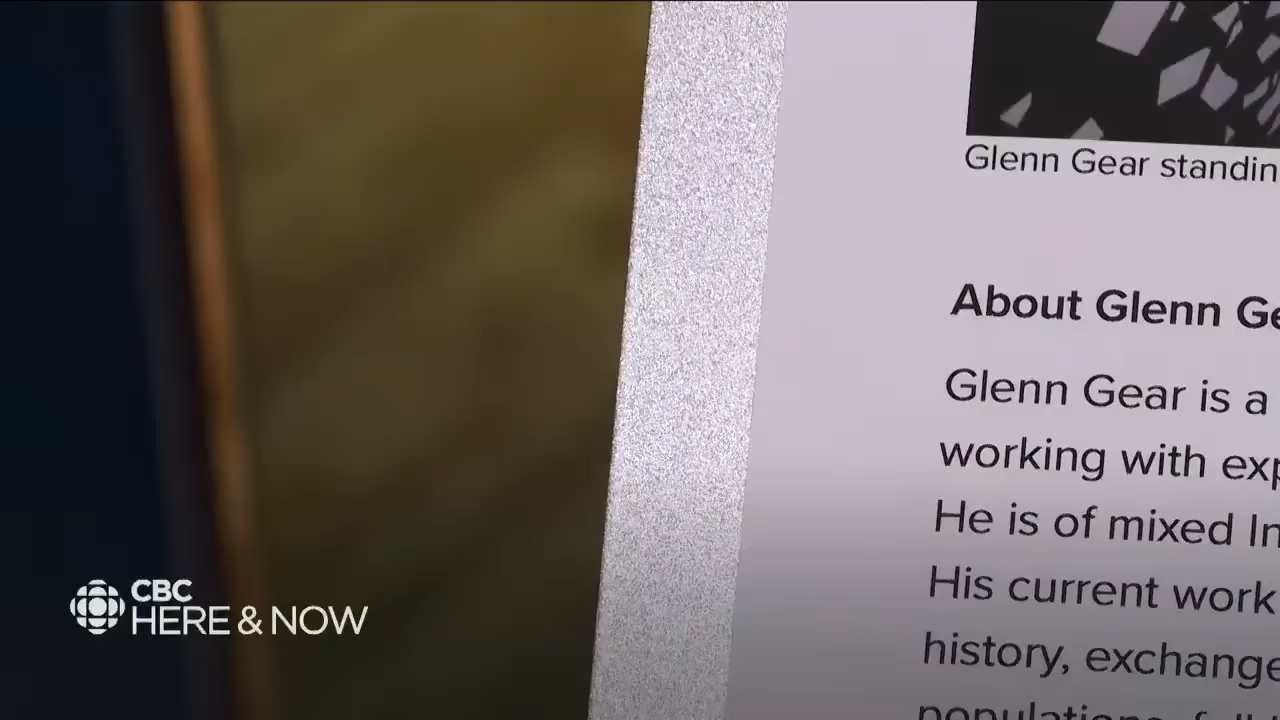 Glenn Gear standin
About Glenn Ge
Glenn Gear is a
working with exp
He is of mixed In
His current work
history, exchange
populations, f
CBC
HERE & NOW